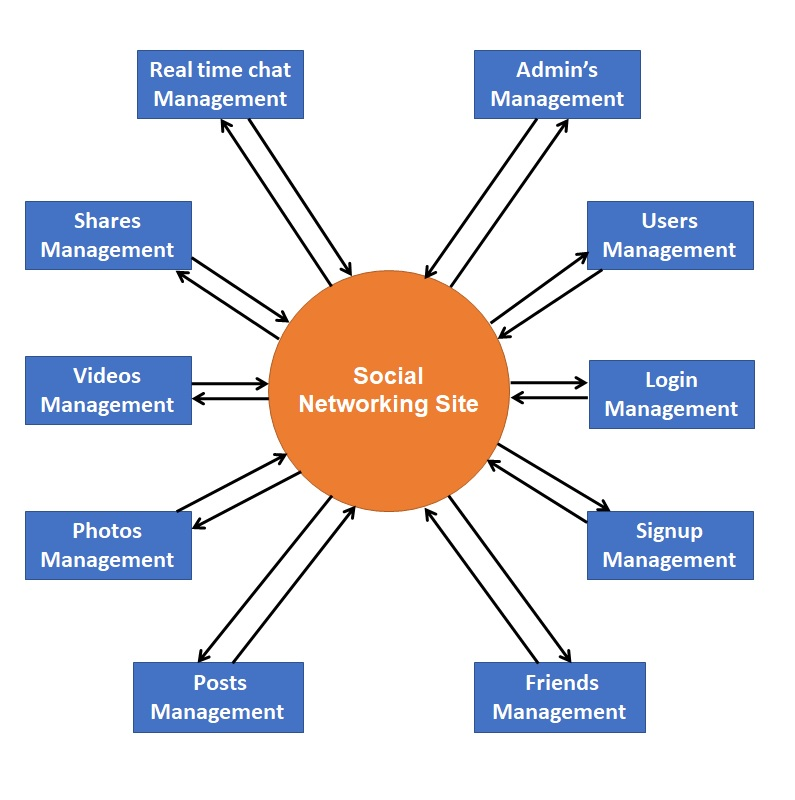 Real time chat
Management
Admin’s
Management
Shares
Management
Users
Management
Videos
Management
Social
Networking Site
Login
Management
Photos
Management
Signup
Management
Posts
Management
Friends
Management